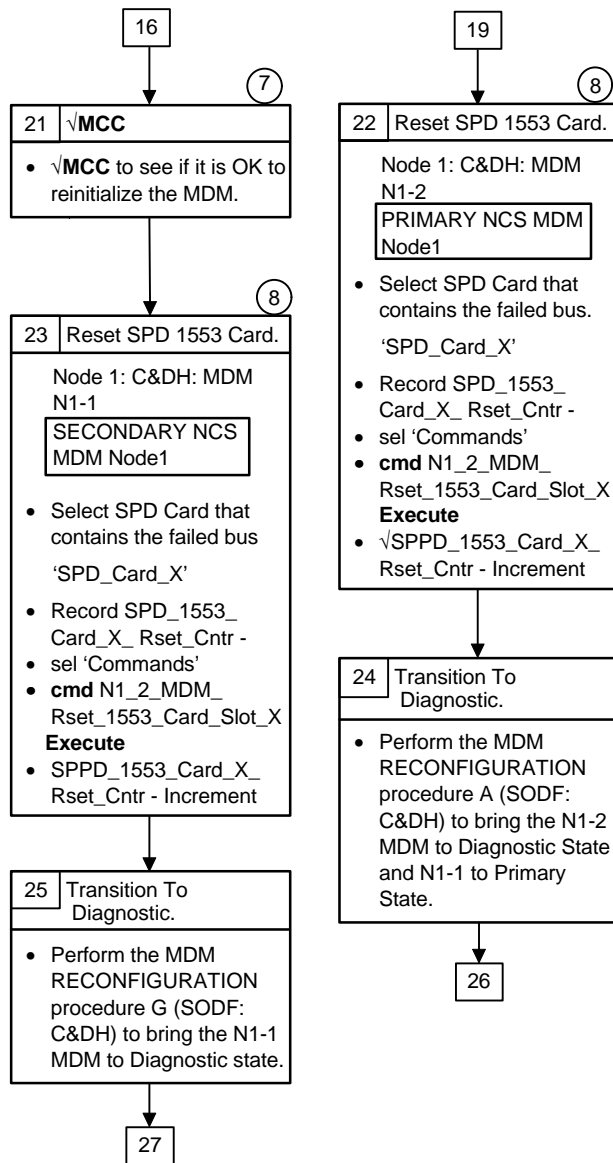 16
7
21 √MCC
• √MCC to see if it is OK to
reinitialize the MDM.
8
23 Reset SPD 1553 Card.
Node 1: C&DH: MDM
N1-1
SECONDARY NCS
MDM Node1
• Select SPD Card that
contains the failed bus
‘SPD_Card_X’
• Record SPD_1553_
Card_X_ Rset_Cntr -
• sel ‘Commands’
• cmd N1_2_MDM_
Rset_1553_Card_Slot_X
Execute
• SPPD_1553_Card_X_
Rset_Cntr - Increment
25 Transition To
Diagnostic.
• Perform the MDM
RECONFIGURATION
procedure G (SODF:
C&DH) to bring the N1-1
MDM to Diagnostic state.
27
19
8
22 Reset SPD 1553 Card.
Node 1: C&DH: MDM
N1-2
PRIMARY NCS MDM
Node1
• Select SPD Card that
contains the failed bus.
‘SPD_Card_X’
• Record SPD_1553_
Card_X_ Rset_Cntr -
• sel ‘Commands’
• cmd N1_2_MDM_
Rset_1553_Card_Slot_X
Execute
• √SPPD_1553_Card_X_
Rset_Cntr - Increment
24 Transition To
Diagnostic.
• Perform the MDM
RECONFIGURATION
procedure A (SODF:
C&DH) to bring the N1-2
MDM to Diagnostic State
and N1-1 to Primary
State.
26